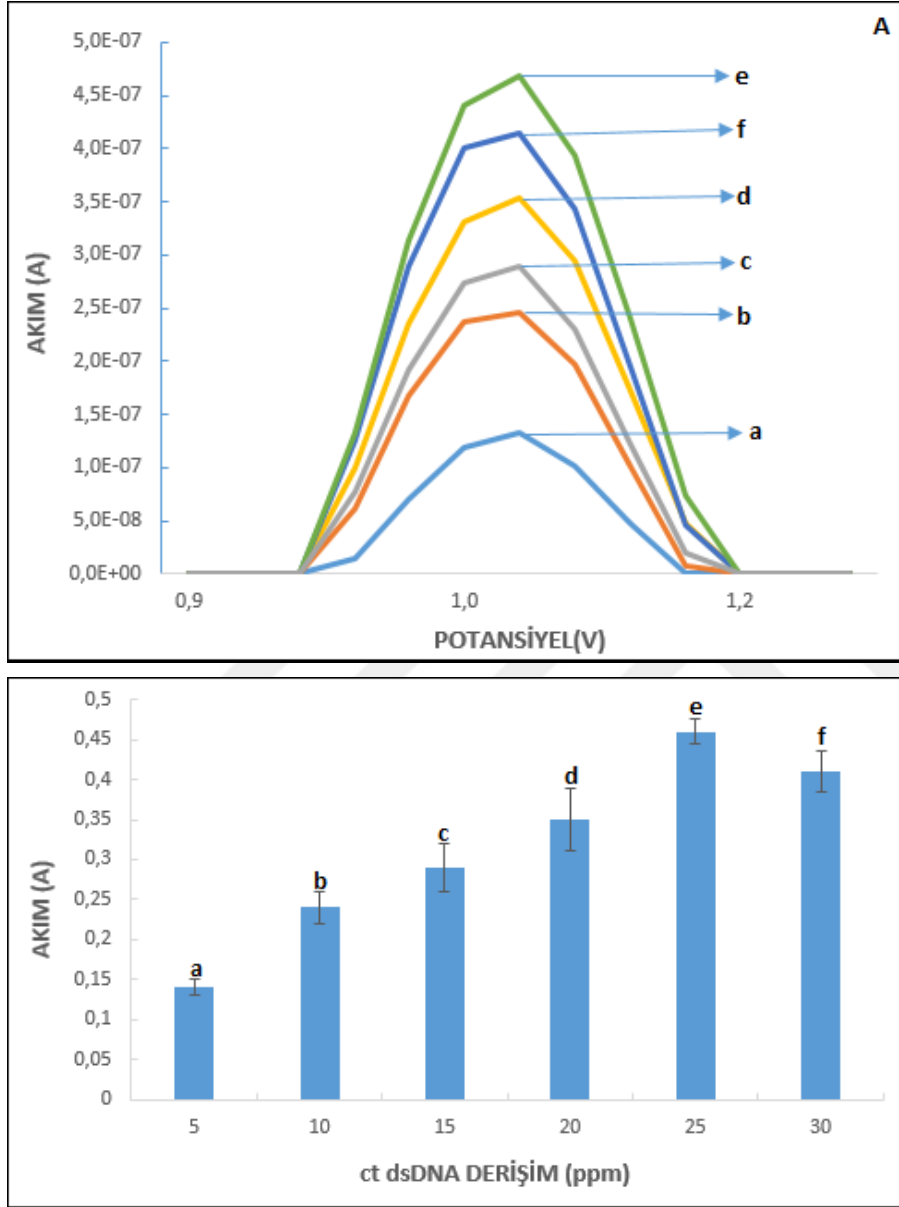 A
5,0E-07
4,5E-07
4,0E-07
3,5E-07
3,0E-07
2,5E-07
2,0E-07
1,5E-07
1,0E-07
5,0E-08
0,0E+00
AKIM (A)
e
f
d
c
b
a
0,9 1,0 1,2
POTANSİYEL(V)
0,5
0,45
0,4
0,35
0,3
0,25
0,2
0,15
0,1
0,05
0
AKIM (A)
a b c d e f
5 10 15 20 25 30
ct dsDNA DERİŞİM (ppm)